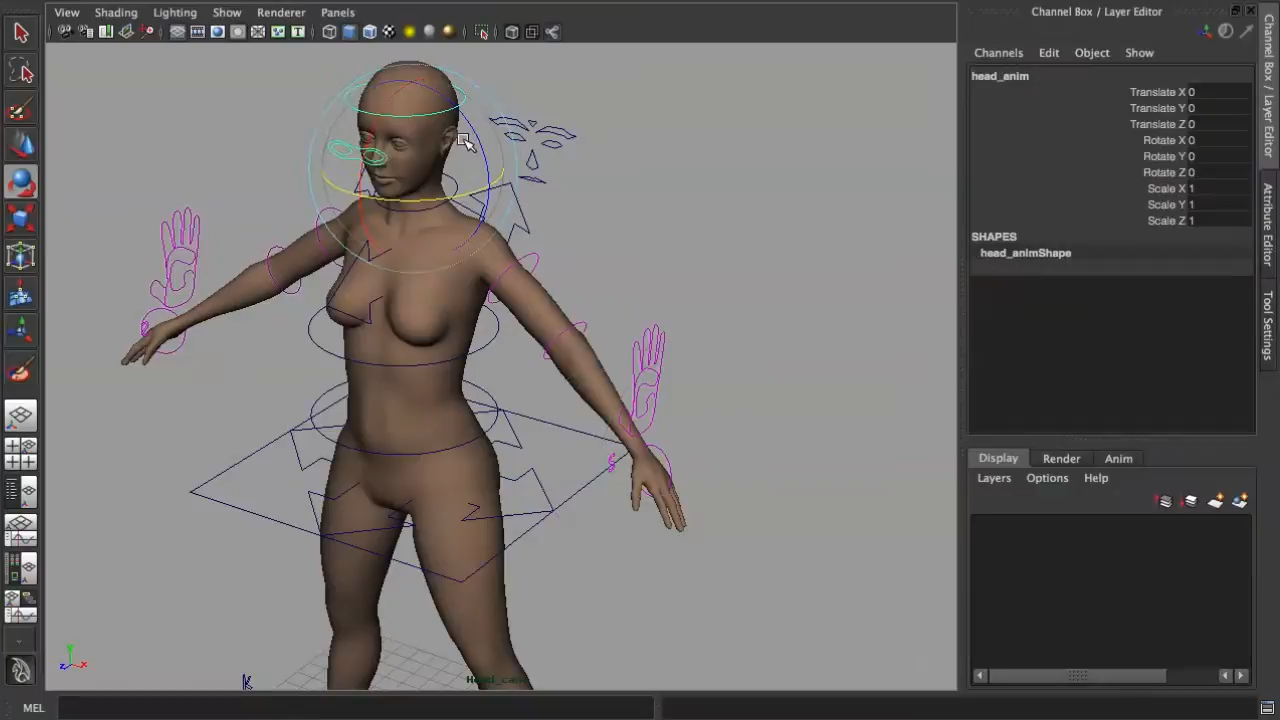 View Shading Lighting Show Renderer Panels
Channel Box / Layer Editor
Channels Edit Object Show
head_anim
Translate X 0
Translate Y 0
Translate Z 0
Rotate X 0
Rotate Y 0
Rotate Z 0
Scale X 1
Scale Y 1
Scale Z 1
SHAPES
head_animShape
Display Render Anim
Layers Options Help
Channel Box / Layer Editor
Attribute Editor
Tool Settings
y
z x
MEL